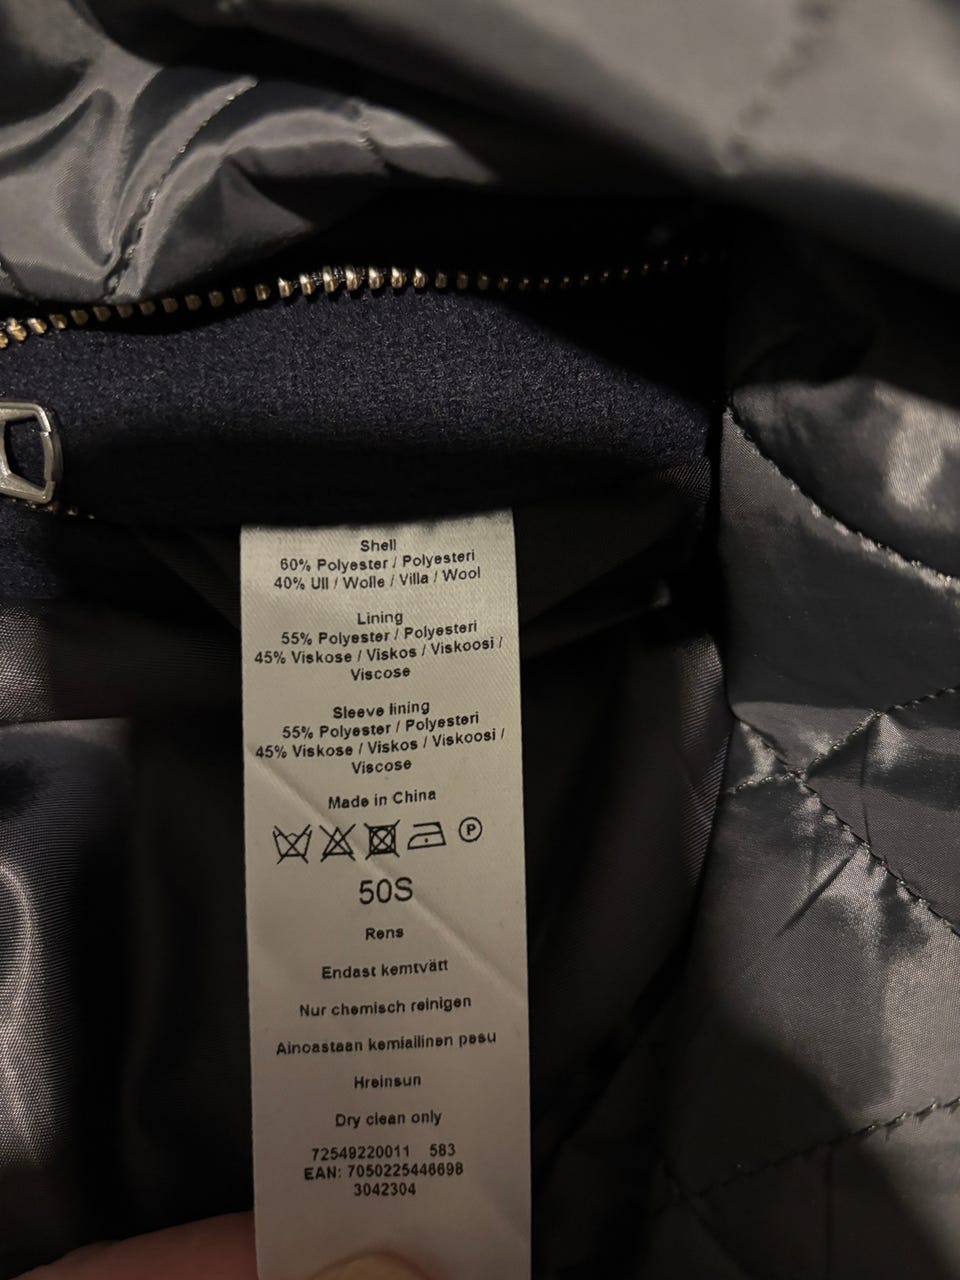 Shell
60% Polyester / Polyesteri
40% Ull / Wolle / Villa / Wool
Lining
55% Polyester / Polyesteri
45% Viskose / Viskos / Viskoosi /
Viscose
Sleeve lining
55% Polyester / Polyesteri
45% Viskose / Viskos / Viskoosi /
Viscose
Made in China
P
50S
Rens
Endast kemtvätt
Nur chemisch reinigen
Ainoastaan kemiallinen pesu
Hreinsun
Dry clean only
72549220011 583
EAN: 7050225446698
3042304